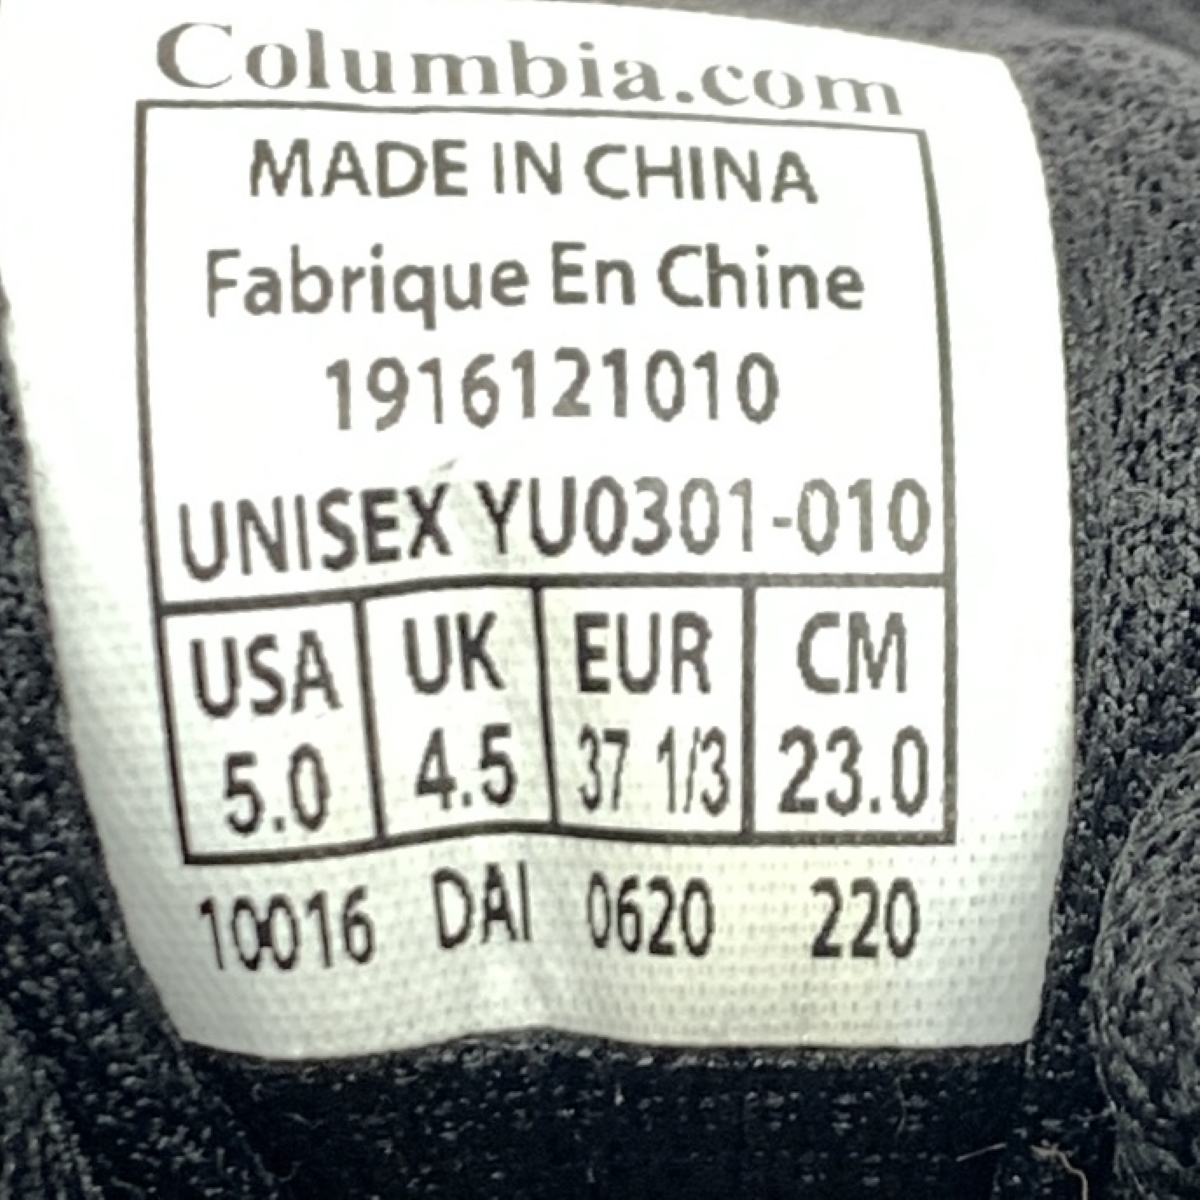 Columbia.com
MADE IN CHINA
Fabrique En Chine
1916121010
UNISEX YU0301-010
USA UK EUR CM
5.0 4.5 37 1/3 23.0
10016 DAI 0620 220